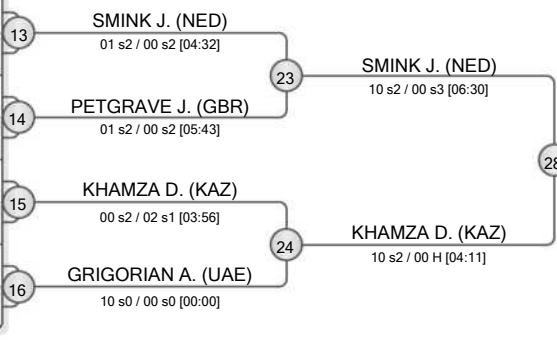 13
SMINK J. (NED)
01 s2 / 00 s2 [04:32]
23
SMINK J. (NED)
10 s2 / 00 s3 [06:30]
14
PETGRAVE J. (GBR)
01 s2 / 00 s2 [05:43]
28
15
KHAMZA D. (KAZ)
00 s2 / 02 s1 [03:56]
24
KHAMZA D. (KAZ)
10 s2 / 00 H [04:11]
16
GRIGORIAN A. (UAE)
10 s0 / 00 s0 [00:00]